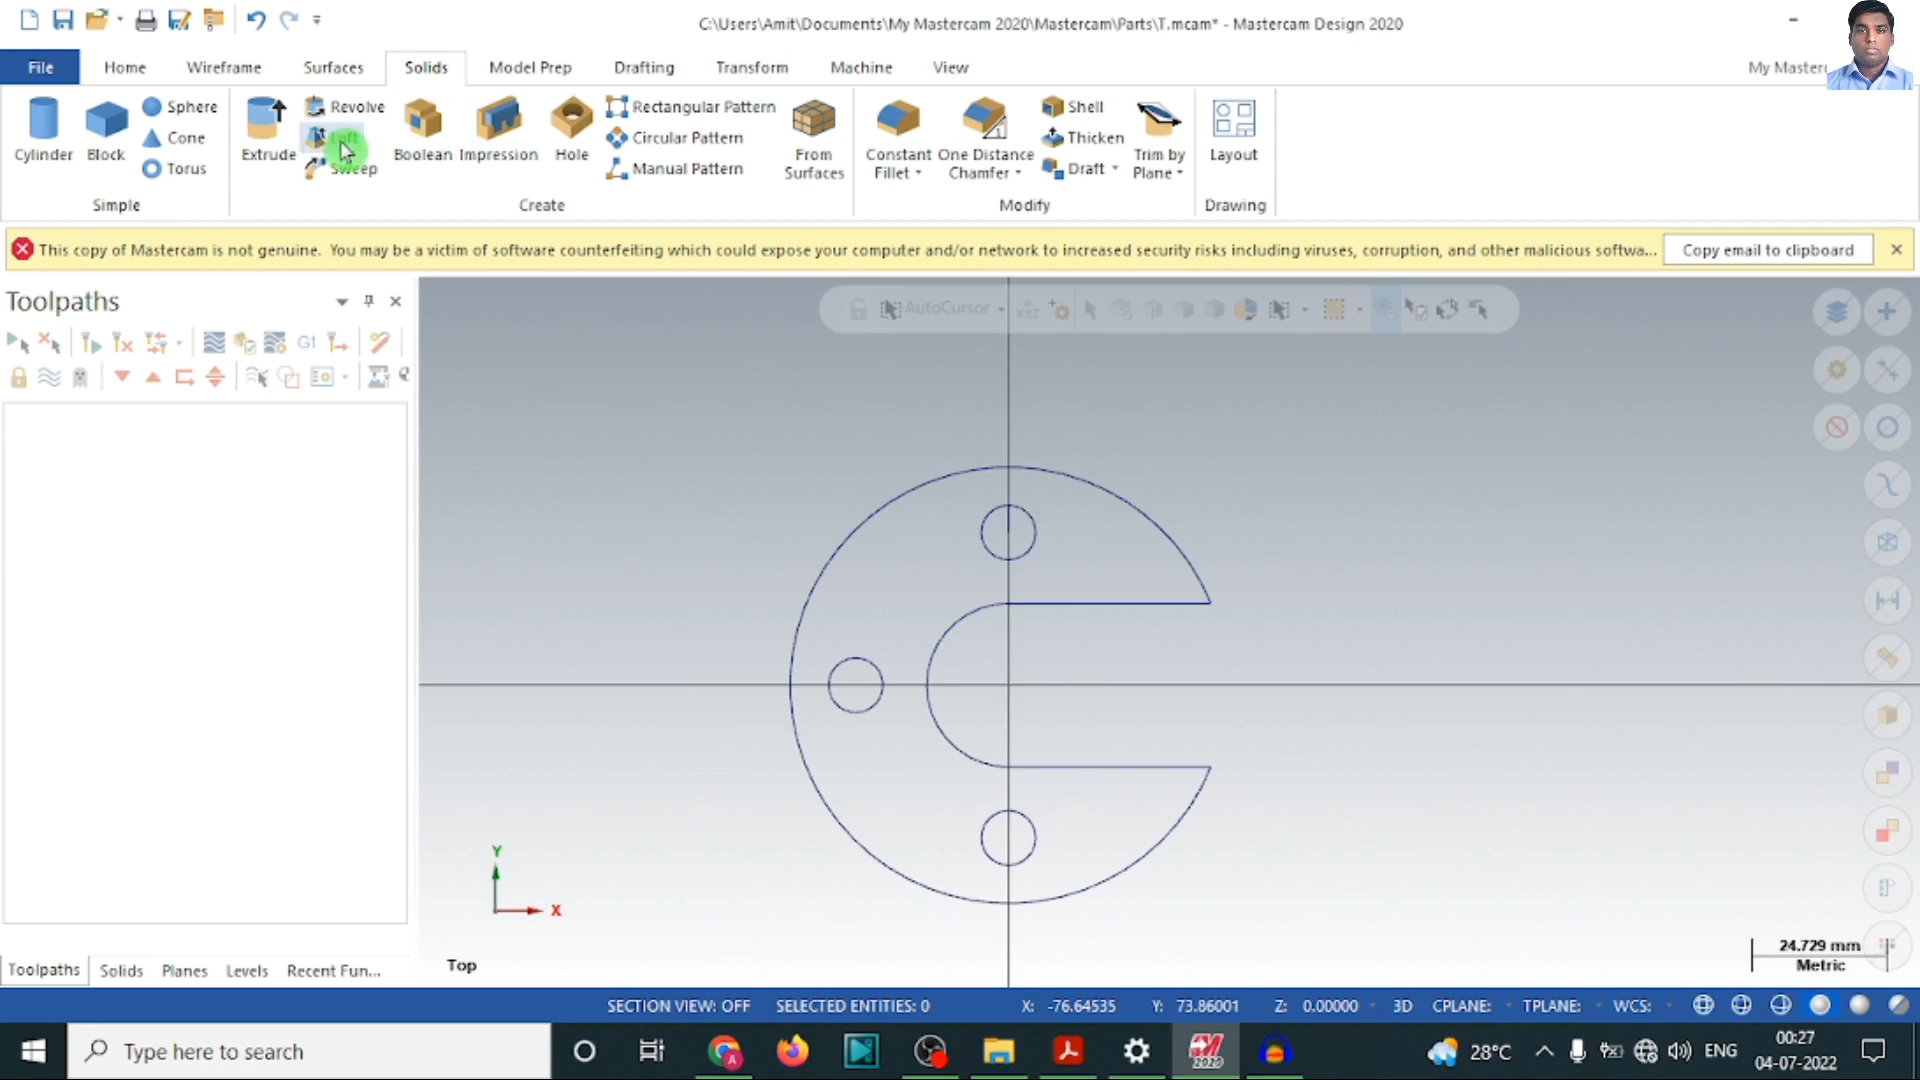 C:\Users\Amit\Documents\My Mastercam 2020\Mastercam\Parts\T.mcam* - Mastercam Design 2020
File Home Wireframe Surfaces Solids Model Prep Drafting Transform Machine View My Masterc
Cylinder Block Sphere Cone Torus
Simple
Extrude Revolve Loft Sweep Boolean Impression Hole Rectangular Pattern Circular Pattern Manual Pattern From Surfaces
Create
Constant Fillet One Distance Chamfer Shell Thicken Draft Trim by Plane
Modify
Layout
Drawing
This copy of Mastercam is not genuine. You may be a victim of software counterfeiting which could expose your computer and/or network to increased security risks including viruses, corruption, and other malicious softwa... Copy email to clipboard
Toolpaths
G1
AutoCursor
Y
X
Top
24.729 mm
Metric
Toolpaths Solids Planes Levels Recent Fun...
SECTION VIEW: OFF SELECTED ENTITIES: 0 X: -76.64535 Y: 73.86001 Z: 0.00000 3D CPLANE: TPLANE: WCS:
Type here to search
A
2020
28°C ENG
00:27
04-07-2022